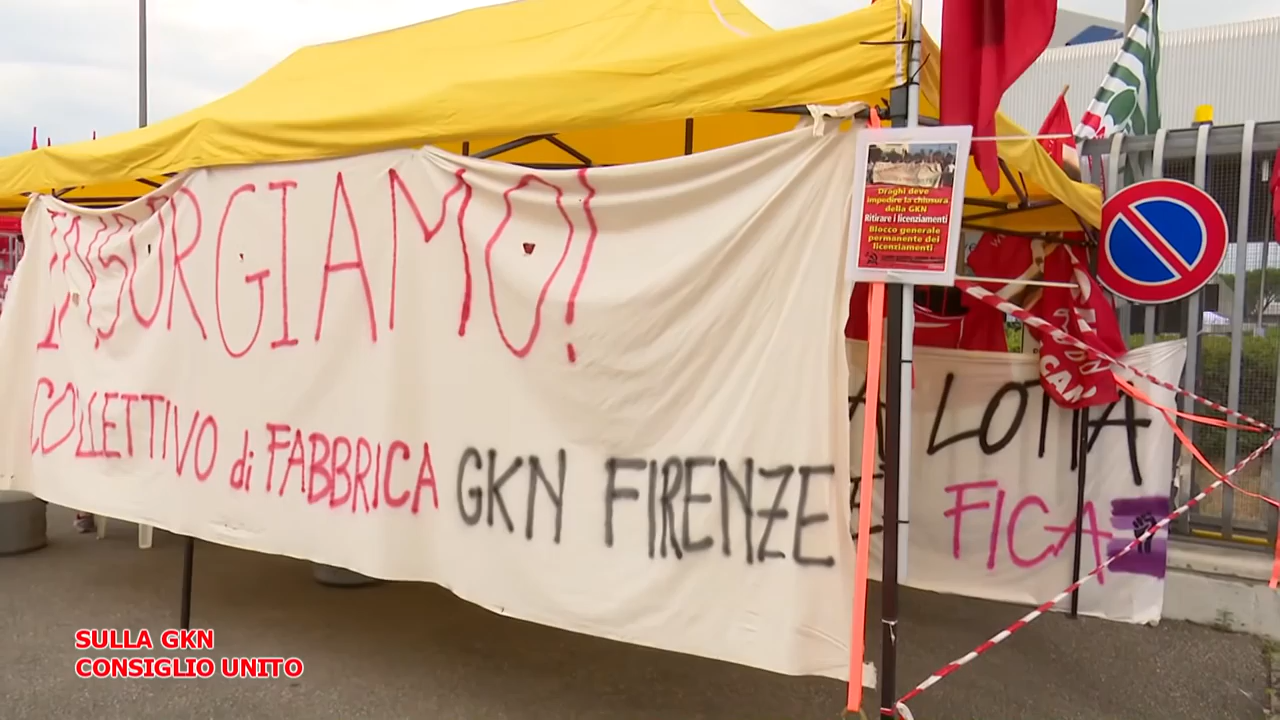 INSORGIAMO!
COLLETTIVO di FABBRICA GKN FIRENZE
Draghi deve
impedire la chiusura
della GKN
Ritirare i licenziamenti
Blocco generale
permanente dei
licenziamenti
LOTTA
FICA
SULLA GKN
CONSIGLIO UNITO